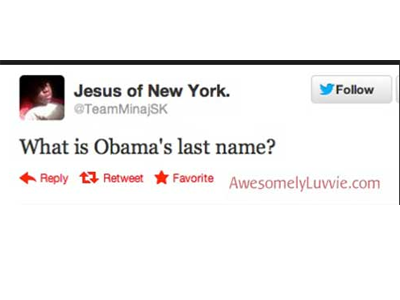 Jesus of New York.
Follow
@TeamMinajSK
What is Obama's last name?
Reply Retweet Favorite
AwesomelyLuvvie.com